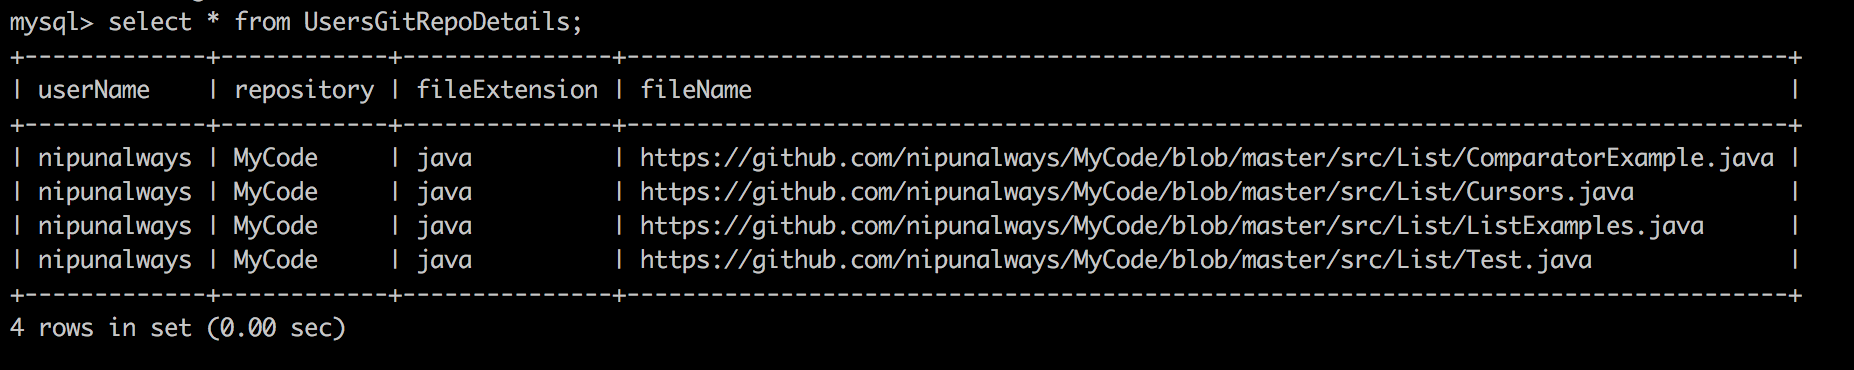 mysql> select * from UsersGitRepoDetails;
+-------------+------------+---------------+-----------------------------------------------------------------------------------+
| userName    | repository | fileExtension | fileName                                                                          |
+-------------+------------+---------------+-----------------------------------------------------------------------------------+
| nipunalways | MyCode     | java          | https://github.com/nipunalways/MyCode/blob/master/src/List/ComparatorExample.java |
| nipunalways | MyCode     | java          | https://github.com/nipunalways/MyCode/blob/master/src/List/Cursors.java           |
| nipunalways | MyCode     | java          | https://github.com/nipunalways/MyCode/blob/master/src/List/ListExamples.java      |
| nipunalways | MyCode     | java          | https://github.com/nipunalways/MyCode/blob/master/src/List/Test.java              |
+-------------+------------+---------------+-----------------------------------------------------------------------------------+
4 rows in set (0.00 sec)